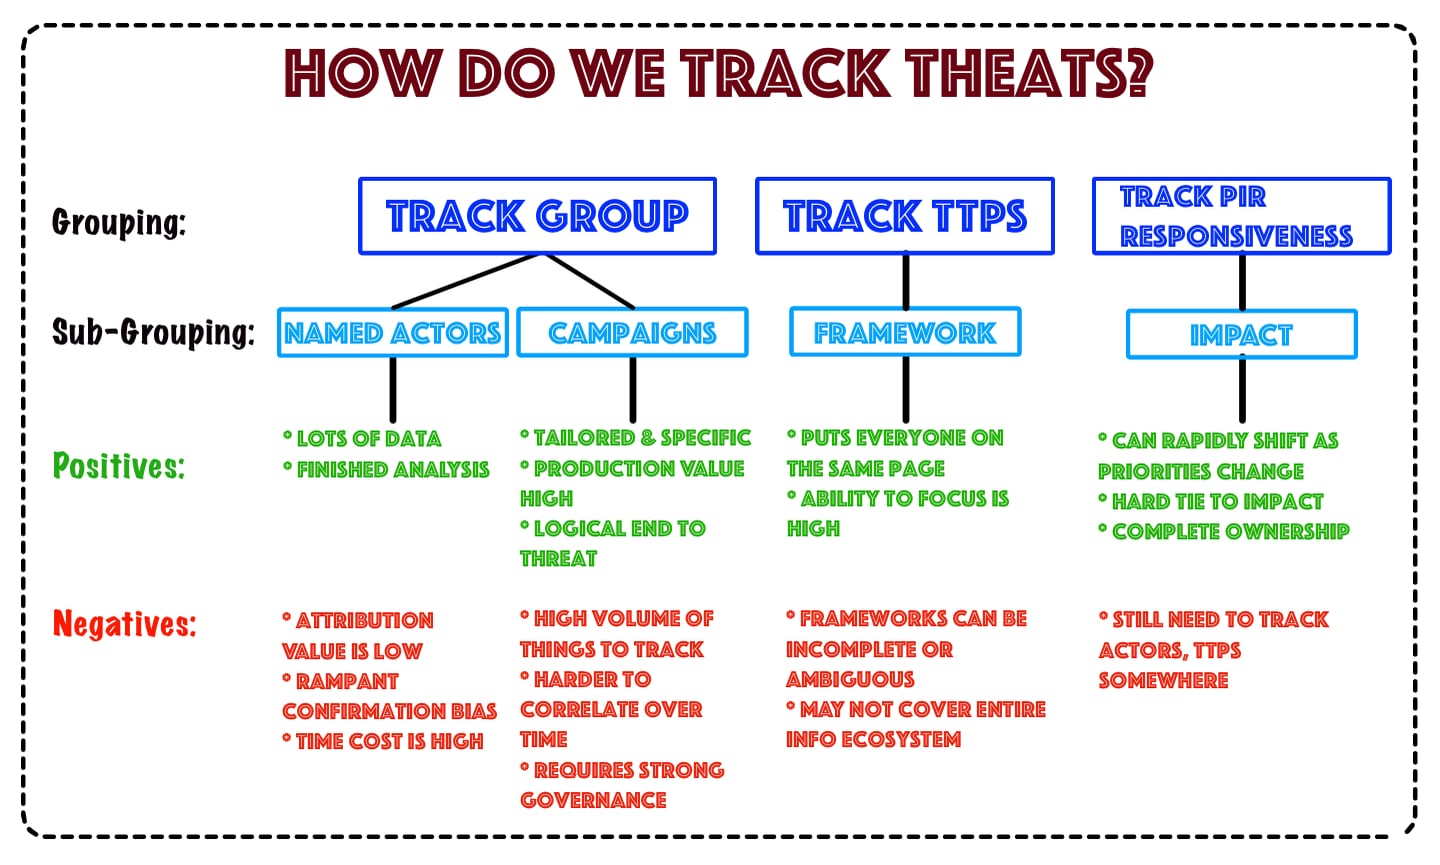 HOW DO WE TRACK THEATS?
Grouping:
TRACK GROUP
TRACK TTPS
TRACK PIR
RESPONSIVENESS
Sub-Grouping:
NAMED ACTORS
CAMPAIGNS
FRAMEWORK
IMPACT
Positives:
* LOTS OF DATA
* FINISHED ANALYSIS
* TAILORED & SPECIFIC
* PRODUCTION VALUE
HIGH
* LOGICAL END TO
THREAT
* PUTS EVERYONE ON
THE SAME PAGE
* ABILITY TO FOCUS IS
HIGH
* CAN RAPIDLY SHIFT AS
PRIORITIES CHANGE
* HARD TIE TO IMPACT
* COMPLETE OWNERSHIP
Negatives:
* ATTRIBUTION
VALUE IS LOW
* RAMPANT
CONFIRMATION BIAS
* TIME COST IS HIGH
* HIGH VOLUME OF
THINGS TO TRACK
* HARDER TO
CORRELATE OVER
TIME
* REQUIRES STRONG
GOVERNANCE
* FRAMEWORKS CAN BE
INCOMPLETE OR
AMBIGUOUS
* MAY NOT COVER ENTIRE
INFO ECOSYSTEM
* STILL NEED TO TRACK
ACTORS, TTPS
SOMEWHERE